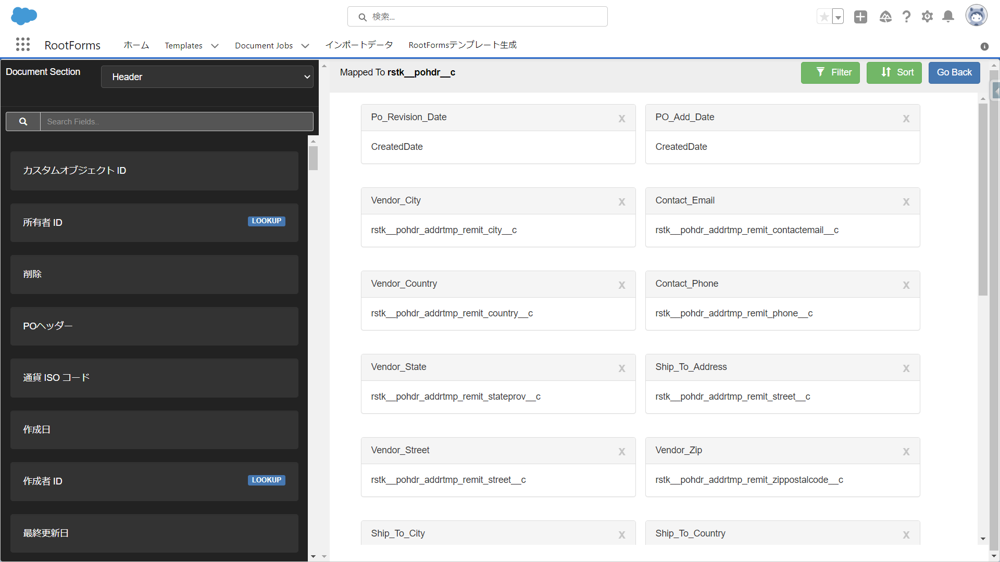 検索...
RootForms
ホーム
Templates
Document Jobs
インポートデータ
RootFormsテンプレート生成
Document Section
Header
Search Fields..
カスタムオブジェクト ID
所有者 ID
LOOKUP
削除
POヘッダー
通貨 ISO コード
作成日
作成者 ID
LOOKUP
最終更新日
Mapped To rstk__pohdr__c
Filter
Sort
Go Back
Po_Revision_Date
X
CreatedDate
PO_Add_Date
X
CreatedDate
Vendor_City
X
rstk__pohdr_addrtmp_remit_city__c
Contact_Email
X
rstk__pohdr_addrtmp_remit_contactemail__c
Vendor_Country
X
rstk__pohdr_addrtmp_remit_country__c
Contact_Phone
X
rstk__pohdr_addrtmp_remit_phone__c
Vendor_State
X
rstk__pohdr_addrtmp_remit_stateprov__c
Ship_To_Address
X
rstk__pohdr_addrtmp_remit_street__c
Vendor_Street
X
rstk__pohdr_addrtmp_remit_street__c
Vendor_Zip
X
rstk__pohdr_addrtmp_remit_zippostalcode__c
Ship_To_City
X
Ship_To_Country
X